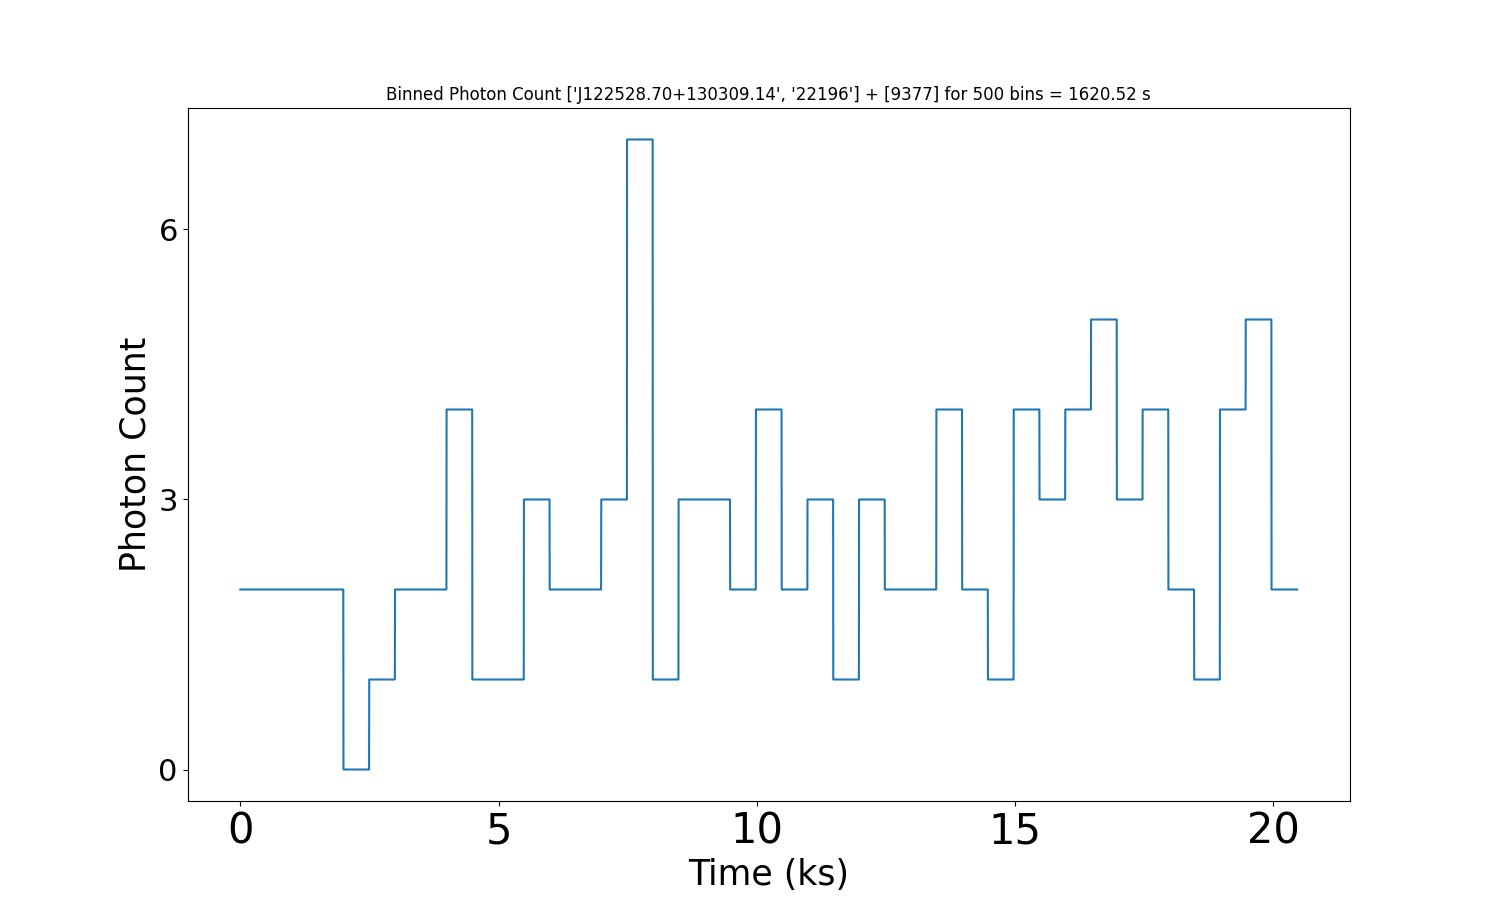 Binned Photon Count ['J122528.70+130309.14', '22196'] + [9377] for 500 bins = 1620.52 s
Photon Count
6
3
0
0 5 10 15 20
Time (ks)